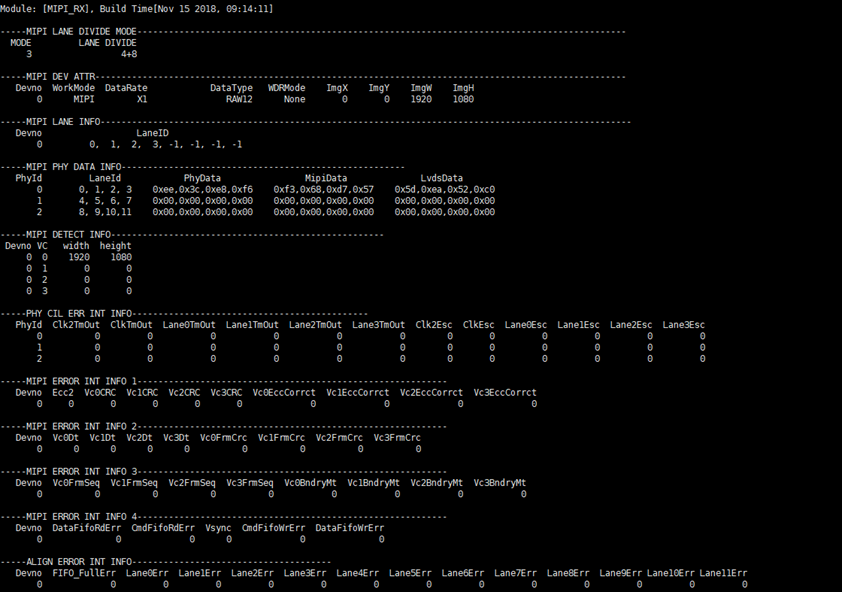 Module: [MIPI_RX], Build Time[Nov 15 2018, 09:14:11]
-----MIPI LANE DIVIDE MODE---------------------------------------------------------------------------------------------
MODE LANE DIVIDE
3 4+8
-----MIPI DEV ATTR-----------------------------------------------------------------------------------------------------
Devno WorkMode DataRate DataType WDRMode ImgX ImgY ImgW ImgH
0 MIPI X1 RAW12 None 0 0 1920 1080
-----MIPI LANE INFO-----------------------------------------------------------------------------------------------------
Devno LaneID
0 0, 1, 2, 3, -1, -1, -1, -1
-----MIPI PHY DATA INFO------------------------------------------------------
PhyId LaneId PhyData MipiData LvdsData
0 0, 1, 2, 3 0xee,0x3c,0xe8,0xf6 0xf3,0x68,0xd7,0x57 0x5d,0xea,0x52,0xc0
1 4, 5, 6, 7 0x00,0x00,0x00,0x00 0x00,0x00,0x00,0x00 0x00,0x00,0x00,0x00
2 8, 9,10,11 0x00,0x00,0x00,0x00 0x00,0x00,0x00,0x00 0x00,0x00,0x00,0x00
-----MIPI DETECT INFO----------------------------------------------------
Devno VC width height
0 0 1920 1080
0 1 0 0
0 2 0 0
0 3 0 0
-----PHY CIL ERR INT INFO---------------------------------------------
PhyId Clk2TmOut ClkTmOut Lane0TmOut Lane1TmOut Lane2TmOut Lane3TmOut Clk2Esc ClkEsc Lane0Esc Lane1Esc Lane2Esc Lane3Esc
0 0 0 0 0 0 0 0 0 0 0 0 0
1 0 0 0 0 0 0 0 0 0 0 0 0
2 0 0 0 0 0 0 0 0 0 0 0 0
-----MIPI ERROR INT INFO 1-----------------------------------------------------------
Devno Ecc2 Vc0CRC Vc1CRC Vc2CRC Vc3CRC Vc0EccCorrct Vc1EccCorrct Vc2EccCorrct Vc3EccCorrct
0 0 0 0 0 0 0 0 0 0
-----MIPI ERROR INT INFO 2-----------------------------------------------------------
Devno Vc0Dt Vc1Dt Vc2Dt Vc3Dt Vc0FrmCrc Vc1FrmCrc Vc2FrmCrc Vc3FrmCrc
0 0 0 0 0 0 0 0 0
-----MIPI ERROR INT INFO 3-----------------------------------------------------------
Devno Vc0FrmSeq Vc1FrmSeq Vc2FrmSeq Vc3FrmSeq Vc0BndryMt Vc1BndryMt Vc2BndryMt Vc3BndryMt
0 0 0 0 0 0 0 0 0
-----MIPI ERROR INT INFO 4-----------------------------------------------------------
Devno DataFifoRdErr CmdFifoRdErr Vsync CmdFifoWrErr DataFifoWrErr
0 0 0 0 0 0
-----ALIGN ERROR INT INFO--------------------------------------
Devno FIFO_FullErr Lane0Err Lane1Err Lane2Err Lane3Err Lane4Err Lane5Err Lane6Err Lane7Err Lane8Err Lane9Err Lane10Err Lane11Err
0 0 0 0 0 0 0 0 0 0 0 0 0 0